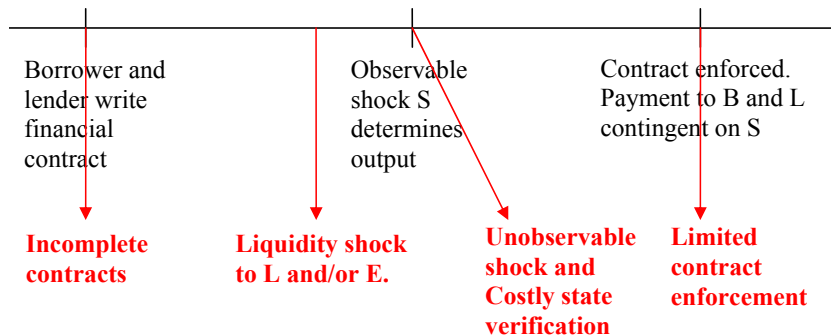 Borrower and
lender write
financial
contract
Observable
shock S
determines
output
Contract enforced.
Payment to B and L
contingent on S
Incomplete
contracts
Liquidity shock
to L and/or E.
Unobservable
shock and
Costly state
verification
Limited
contract
enforcement